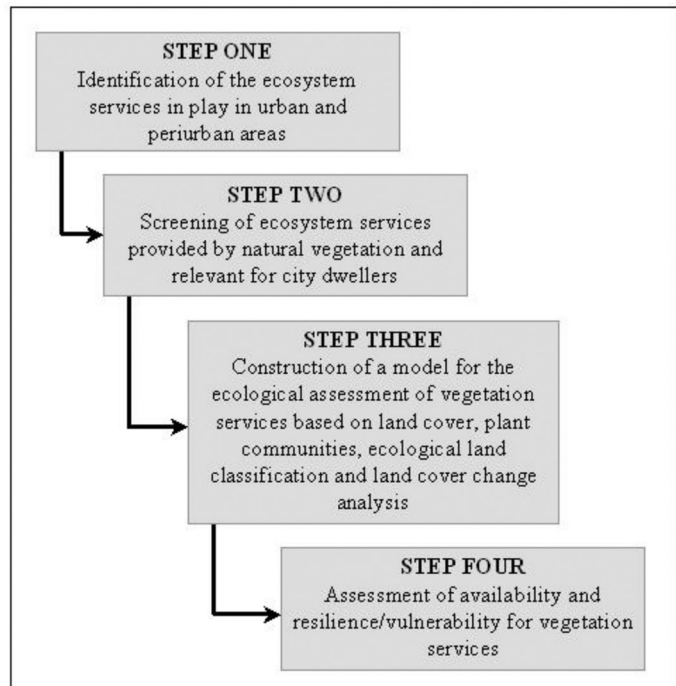 STEP ONE
Identification of the ecosystem
services in play in urban and
periurban areas
STEP TWO
Screening of ecosystem services
provided by natural vegetation and
relevant for city dwellers
STEP THREE
Construction of a model for the
ecological assessment of vegetation
services based on land cover, plant
communities, ecological land
classification and land cover change
analysis
STEP FOUR
Assessment of availability and
resilience/vulnerability for vegetation
services